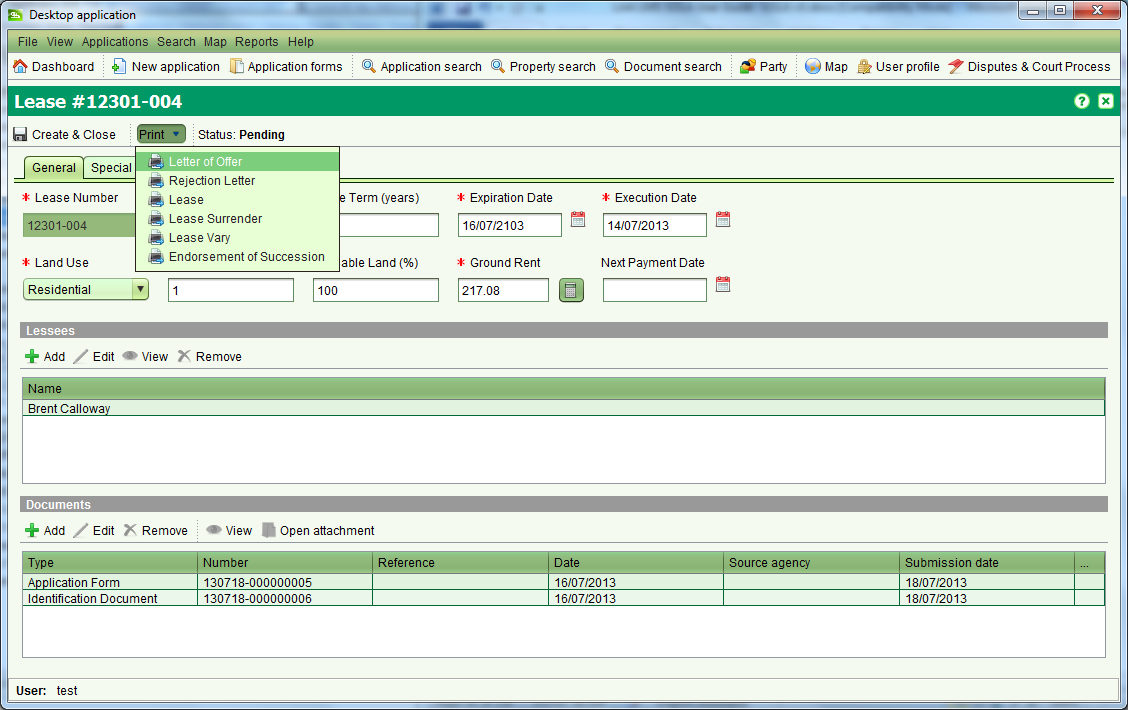 Desktop application
File View Applications Search Map Reports Help
Dashboard New application Application forms Application search Property search Document search Party Map User profile Disputes & Court Process
Lease #12301-004
Create & Close Print Status: Pending
General Special
Letter of Offer
Rejection Letter
Lease
Lease Surrender
Lease Vary
Endorsement of Succession
* Lease Number e Term (years) * Expiration Date * Execution Date
12301-004 16/07/2103 14/07/2013
* Land Use able Land (%) * Ground Rent Next Payment Date
Residential 1 100 217.08
Lessees
Add Edit View Remove
Name
Brent Calloway
Documents
Add Edit Remove View Open attachment
Type Number Reference Date Source agency Submission date ...
Application Form 130718-000000005 16/07/2013 18/07/2013
Identification Document 130718-000000006 16/07/2013 18/07/2013
User: test